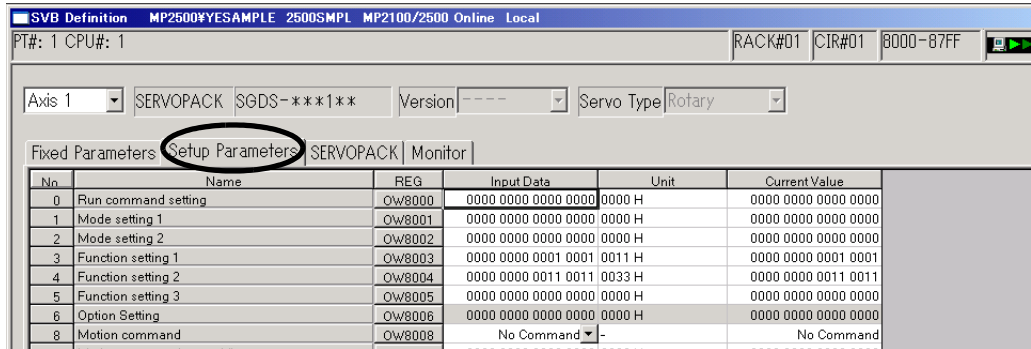 SVB Definition MP2500¥YESAMPLE 2500SMPL MP2100/2500 Online Local
PT#: 1 CPU#: 1 RACK#01 CIR#01 8000-87FF
Axis 1 SERVOPACK SGDS-***1** Version ---- Servo Type Rotary
Fixed Parameters Setup Parameters SERVOPACK Monitor
No Name REG Input Data Unit Current Value
0 Run command setting OW8000 0000 0000 0000 0000 0000 H 0000 0000 0000 0000
1 Mode setting 1 OW8001 0000 0000 0000 0000 0000 H 0000 0000 0000 0000
2 Mode setting 2 OW8002 0000 0000 0000 0000 0000 H 0000 0000 0000 0000
3 Function setting 1 OW8003 0000 0000 0001 0001 0011 H 0000 0000 0001 0001
4 Function setting 2 OW8004 0000 0000 0011 0011 0033 H 0000 0000 0011 0011
5 Function setting 3 OW8005 0000 0000 0000 0000 0000 H 0000 0000 0000 0000
6 Option Setting OW8006 0000 0000 0000 0000 0000 H 0000 0000 0000 0000
8 Motion command OW8008 No Command - No Command